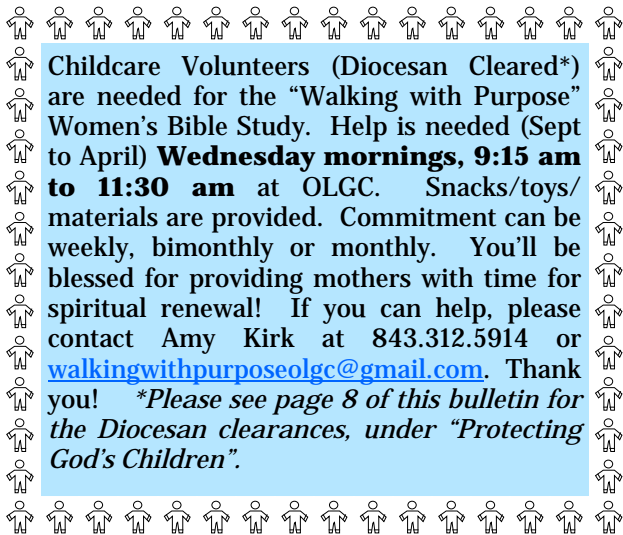 Childcare Volunteers (Diocesan Cleared*)
are needed for the “Walking with Purpose”
Women’s Bible Study. Help is needed (Sept
to April) Wednesday mornings, 9:15 am
to 11:30 am at OLGC. Snacks/toys/
materials are provided. Commitment can be
weekly, bimonthly or monthly. You’ll be
blessed for providing mothers with time for
spiritual renewal! If you can help, please
contact Amy Kirk at 843.312.5914 or
walkingwithpurposeolgc@gmail.com. Thank
you! *Please see page 8 of this bulletin for
the Diocesan clearances, under “Protecting
God’s Children”.